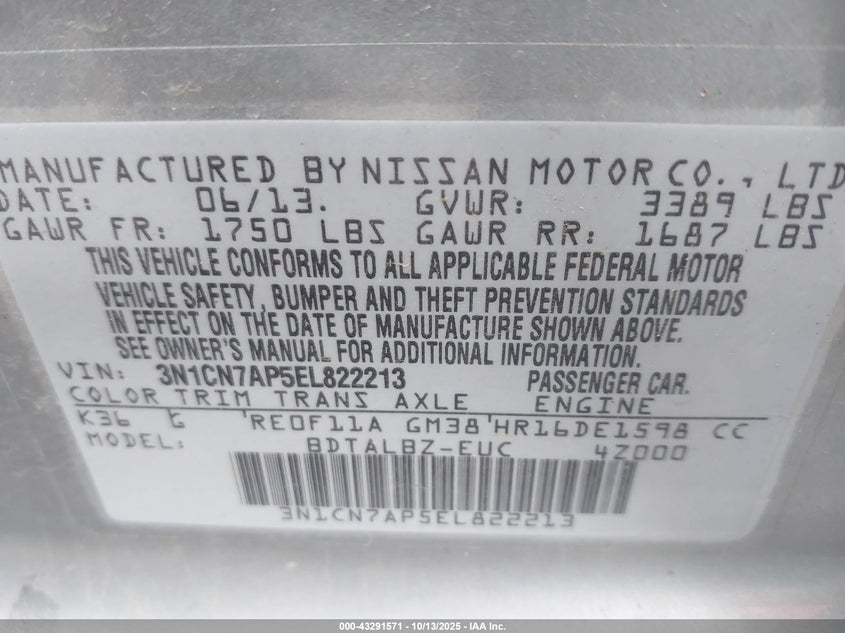 MANUFACTURED BY NISSAN MOTOR CO., LTD
DATE: 06/13. GVWR: 3389 LBS
GAWR FR: 1750 LBS GAWR RR: 1687 LBS
THIS VEHICLE CONFORMS TO ALL APPLICABLE FEDERAL MOTOR
VEHICLE SAFETY, BUMPER AND THEFT PREVENTION STANDARDS
IN EFFECT ON THE DATE OF MANUFACTURE SHOWN ABOVE.
SEE OWNER'S MANUAL FOR ADDITIONAL INFORMATION.
VIN: 3N1CN7AP5EL822213 PASSENGER CAR.
COLOR TRIM TRANS AXLE ENGINE
K36 G RE0F11A GM38 HR16DE1598 CC
MODEL: BDTALBZ-EUC 4Z000
3N1CN7AP5EL822213
000-43291571 - 10/13/2025 - IAA Inc.